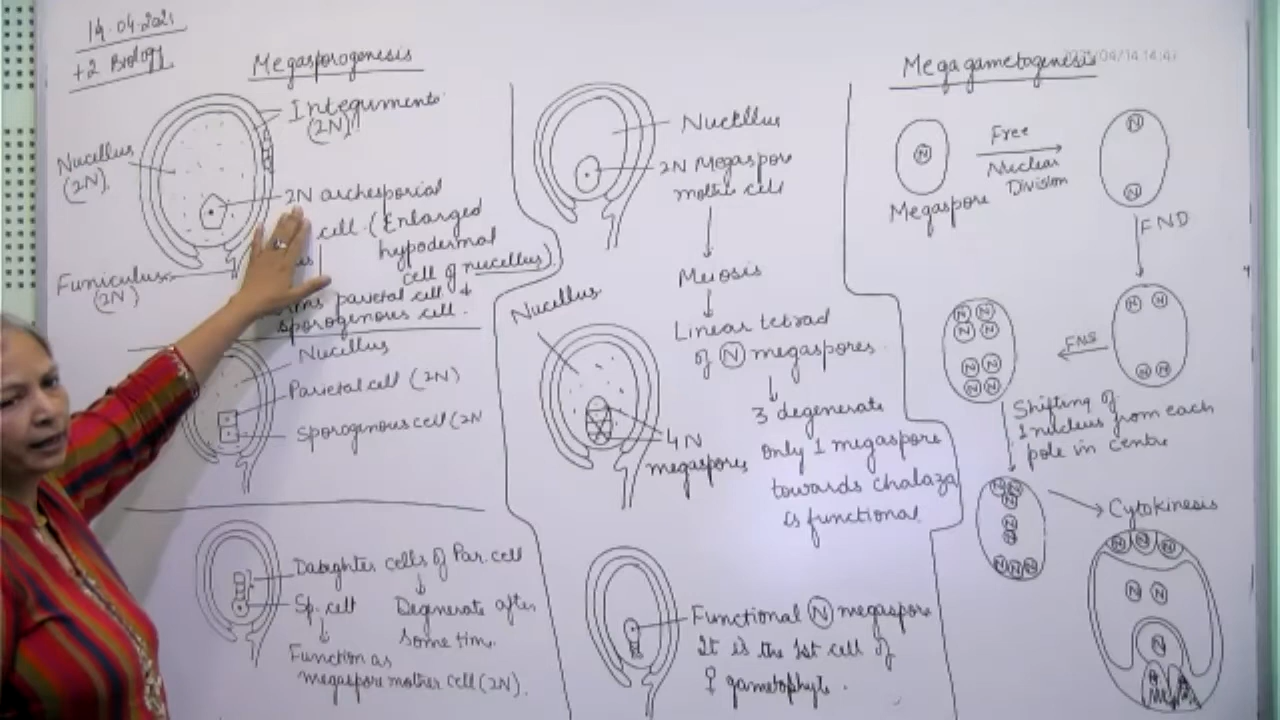 14.04.2021
+2 Biology
Megasporogenesis
Integuments
(2N)
Nucellus
(2N)
2N archesporial
cell (Enlarged
hypodermal
cell of nucellus)
Funiculus
(2N)
parietal cell +
sporogenous cell.
Nucellus
Parietal cell (2N)
Sporogenous cell (2N
Daughter cells of Par. cell
Degenerate after
some time.
Sp. cell
Function as
megaspore mother cell (2N).
Nucellus
2N Megaspore
mother cell
Meiosis
Linear tetrad
of N megaspores
3 degenerate
only 1 megaspore
towards chalaza
is functional.
Nucellus
4N
megaspores
Functional N megaspore
It is the 1st cell of
♀ gametophyte.
2021/04/14 14:47
Megagametogenesis
N
Megaspore
Free
Nuclear
Division
N
N
FND
N N
N N
FND
N N
N N
N N
N N
Shifting of
1 nucleus from each
pole in centre
N N
N
N
N
N N N
Cytokinesis
N N N
N N
N